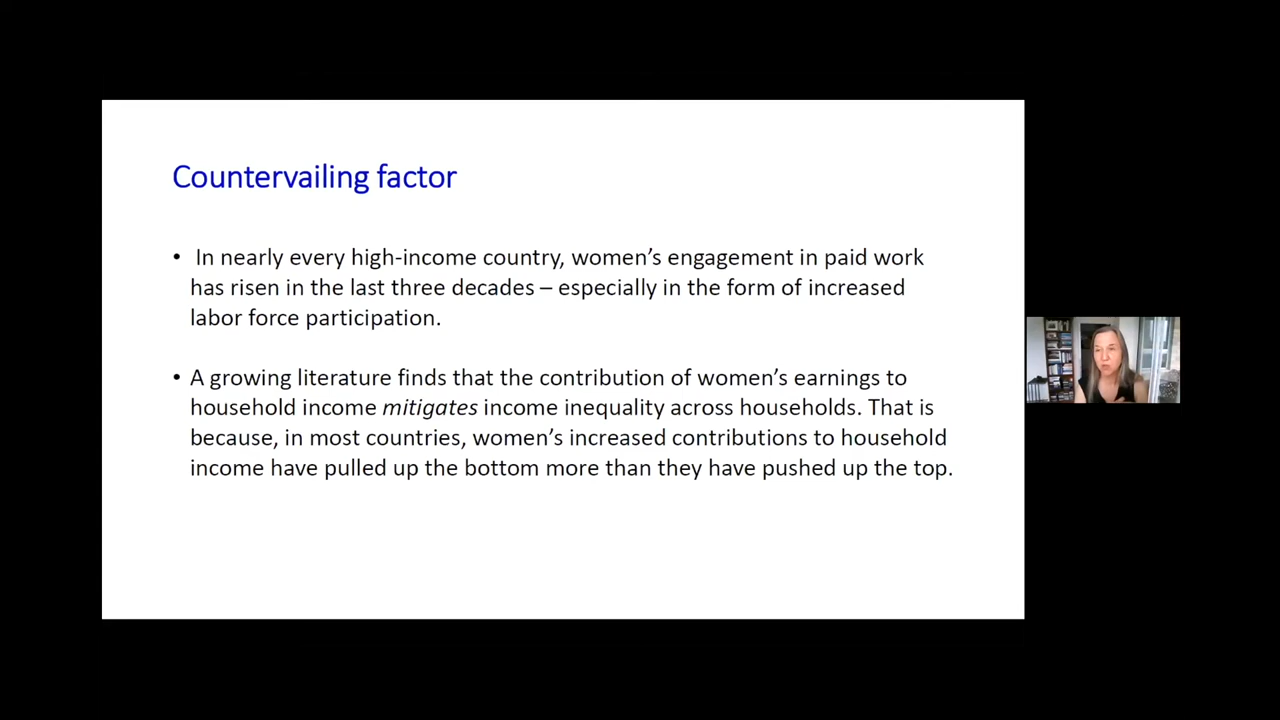 Countervailing factor
• In nearly every high-income country, women’s engagement in paid work
has risen in the last three decades – especially in the form of increased
labor force participation.
• A growing literature finds that the contribution of women’s earnings to
household income mitigates income inequality across households. That is
because, in most countries, women’s increased contributions to household
income have pulled up the bottom more than they have pushed up the top.